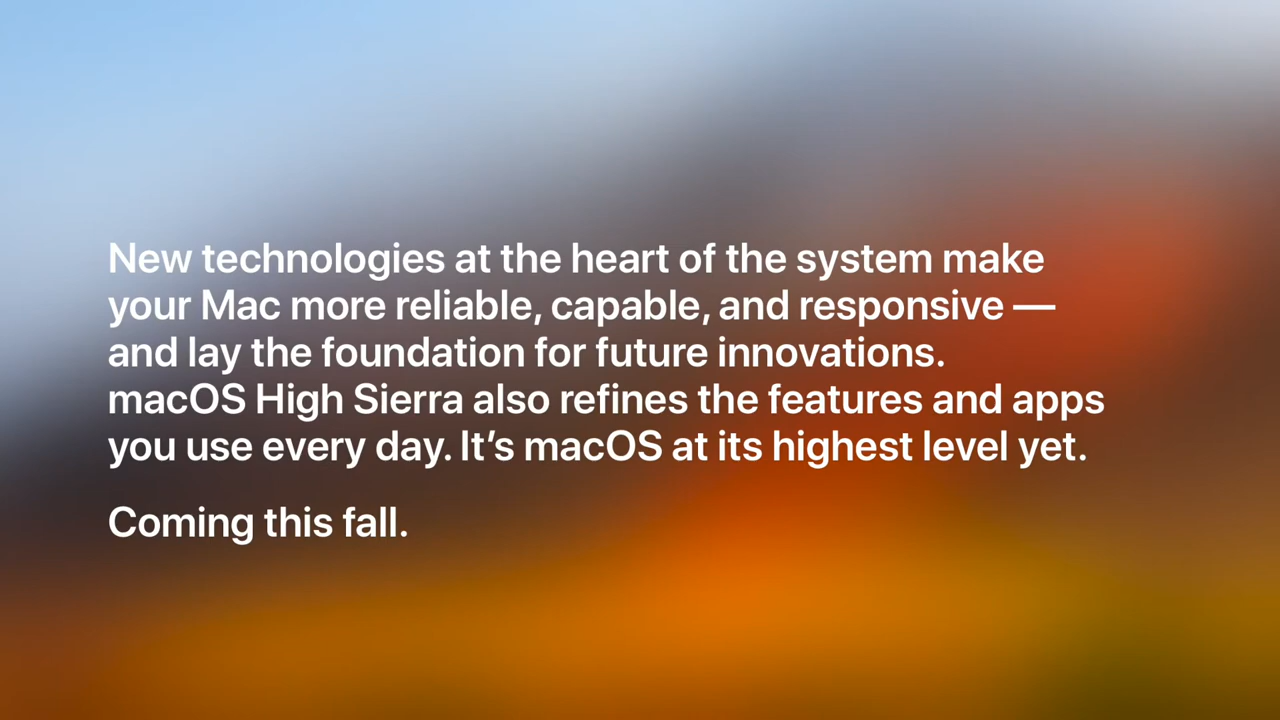 New technologies at the heart of the system make
your Mac more reliable, capable, and responsive —
and lay the foundation for future innovations.
macOS High Sierra also refines the features and apps
you use every day. It’s macOS at its highest level yet.
Coming this fall.